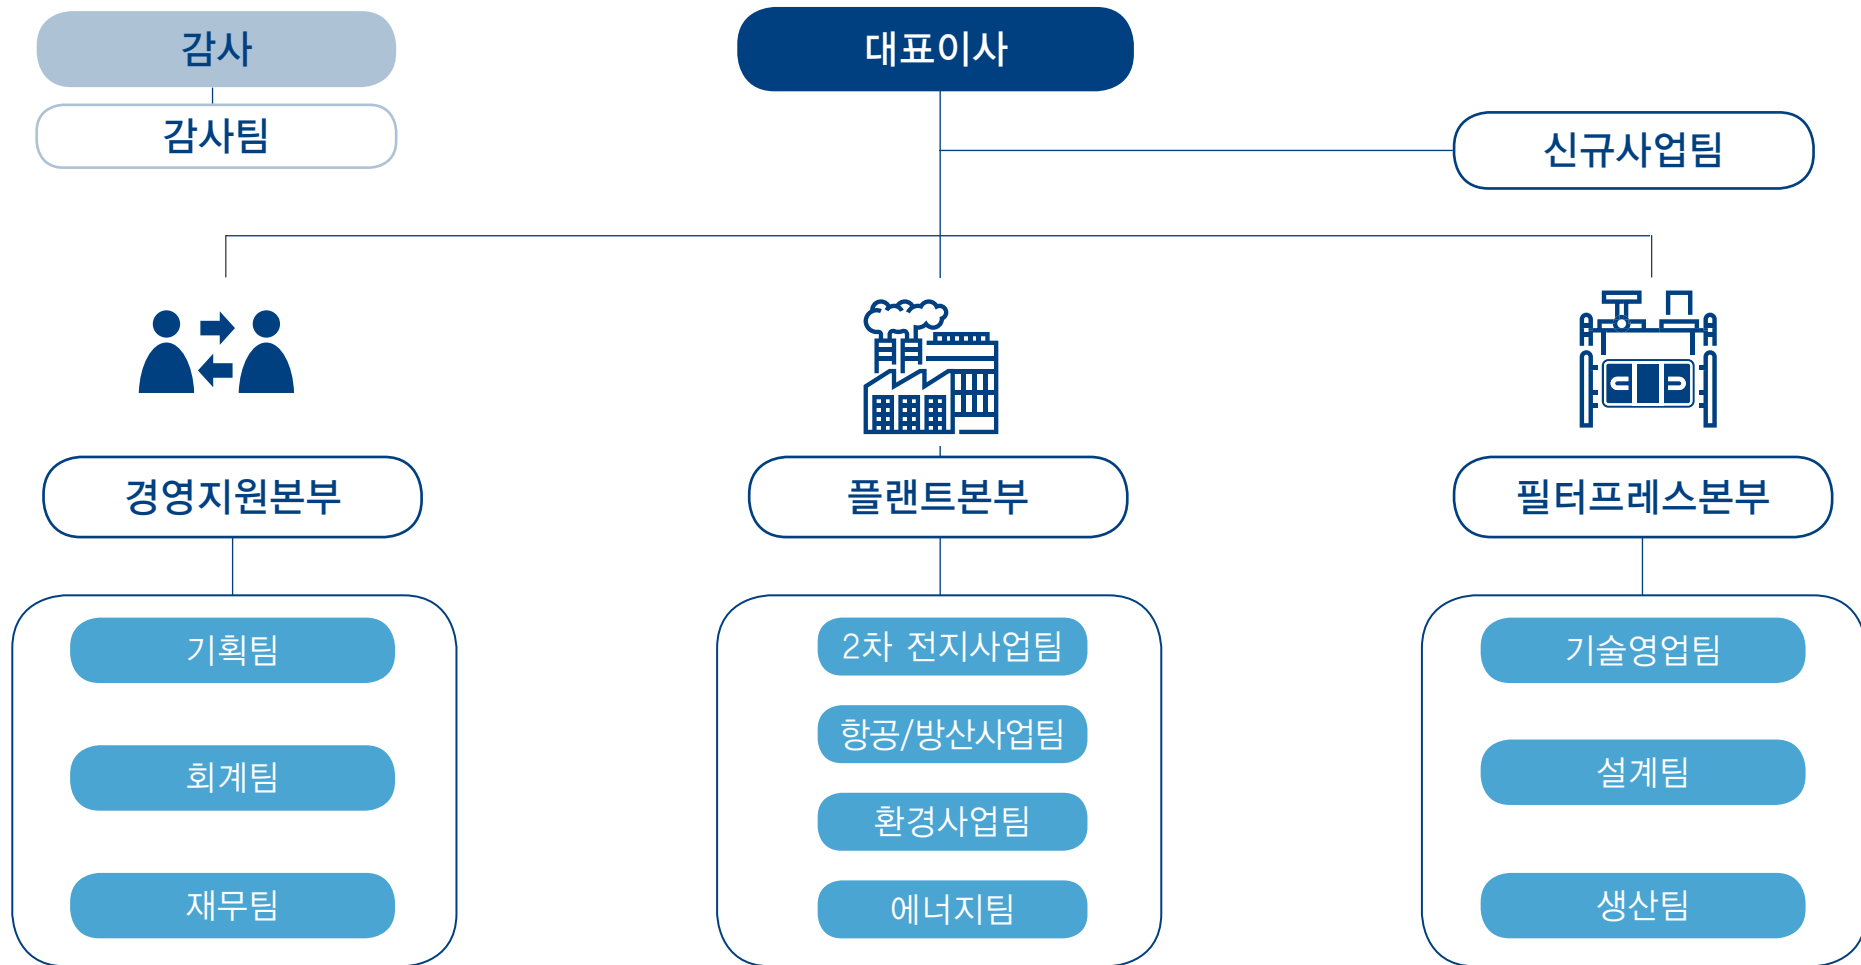 감사
대표이사
감사팀
신규사업팀
경영지원본부
플랜트본부
필터프레스본부
기획팀
회계팀
재무팀
2차 전지사업팀
항공/방산사업팀
환경사업팀
에너지팀
기술영업팀
설계팀
생산팀